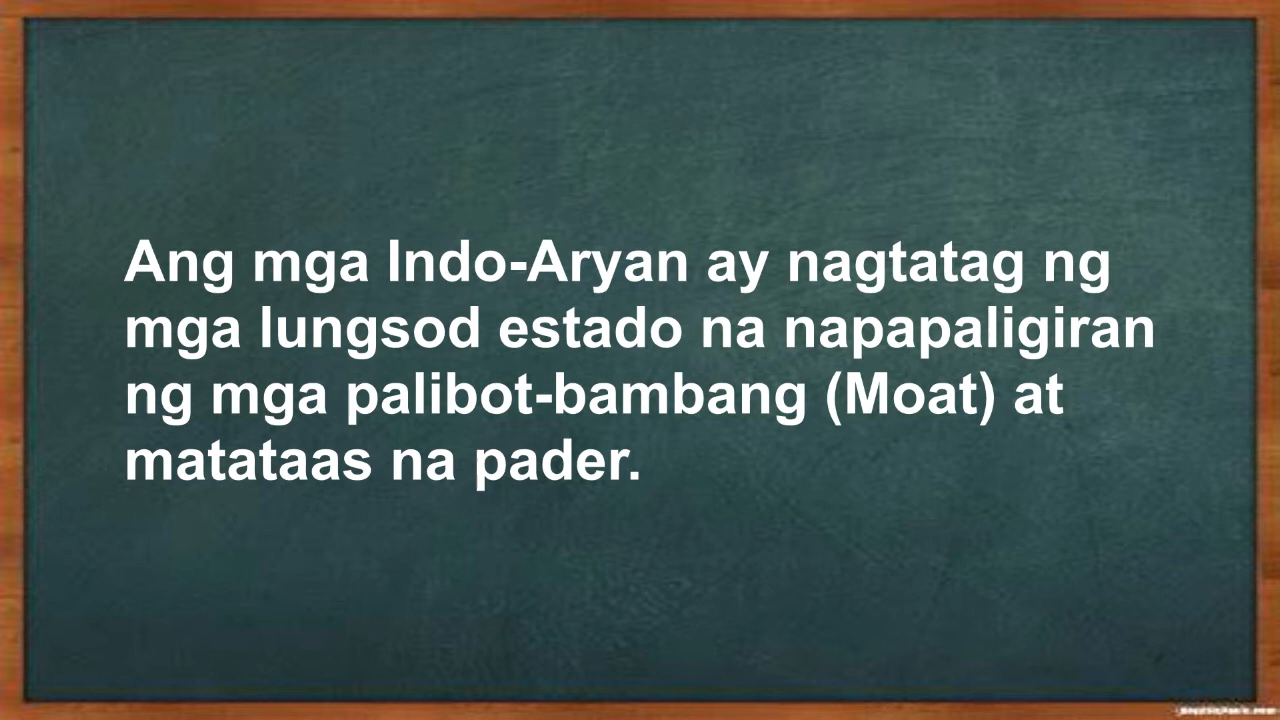 Ang mga Indo-Aryan ay nagtatag ng
mga lungsod estado na napapaligiran
ng mga palibot-bambang (Moat) at
matataas na pader.